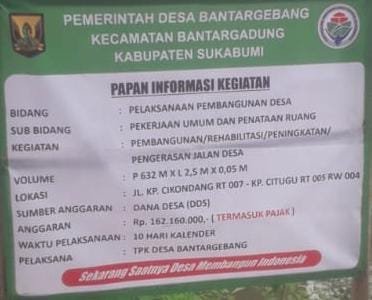 PEMERINTAH DESA BANTARGEBANG
KECAMATAN BANTARGADUNG
KABUPATEN SUKABUMI
PAPAN INFORMASI KEGIATAN
BIDANG : PELAKSANAAN PEMBANGUNAN DESA
SUB BIDANG : PEKERJAAN UMUM DAN PENATAAN RUANG
KEGIATAN : PEMBANGUNAN/REHABILITASI/PENINGKATAN/
PENGERASAN JALAN DESA
VOLUME : P 632 M X L 2,5 M X 0,05 M
LOKASI : JL. KP. CIKONDANG RT 007 - KP. CITUGU RT 005 RW 004
SUMBER ANGGARAN : DANA DESA (DDS)
ANGGARAN : Rp. 162.160.000,- ( TERMASUK PAJAK )
WAKTU PELAKSANAAN : 10 HARI KALENDER
PELAKSANA : TPK DESA BANTARGEBANG
Sekarang Saatnya Desa Membangun Indonesia